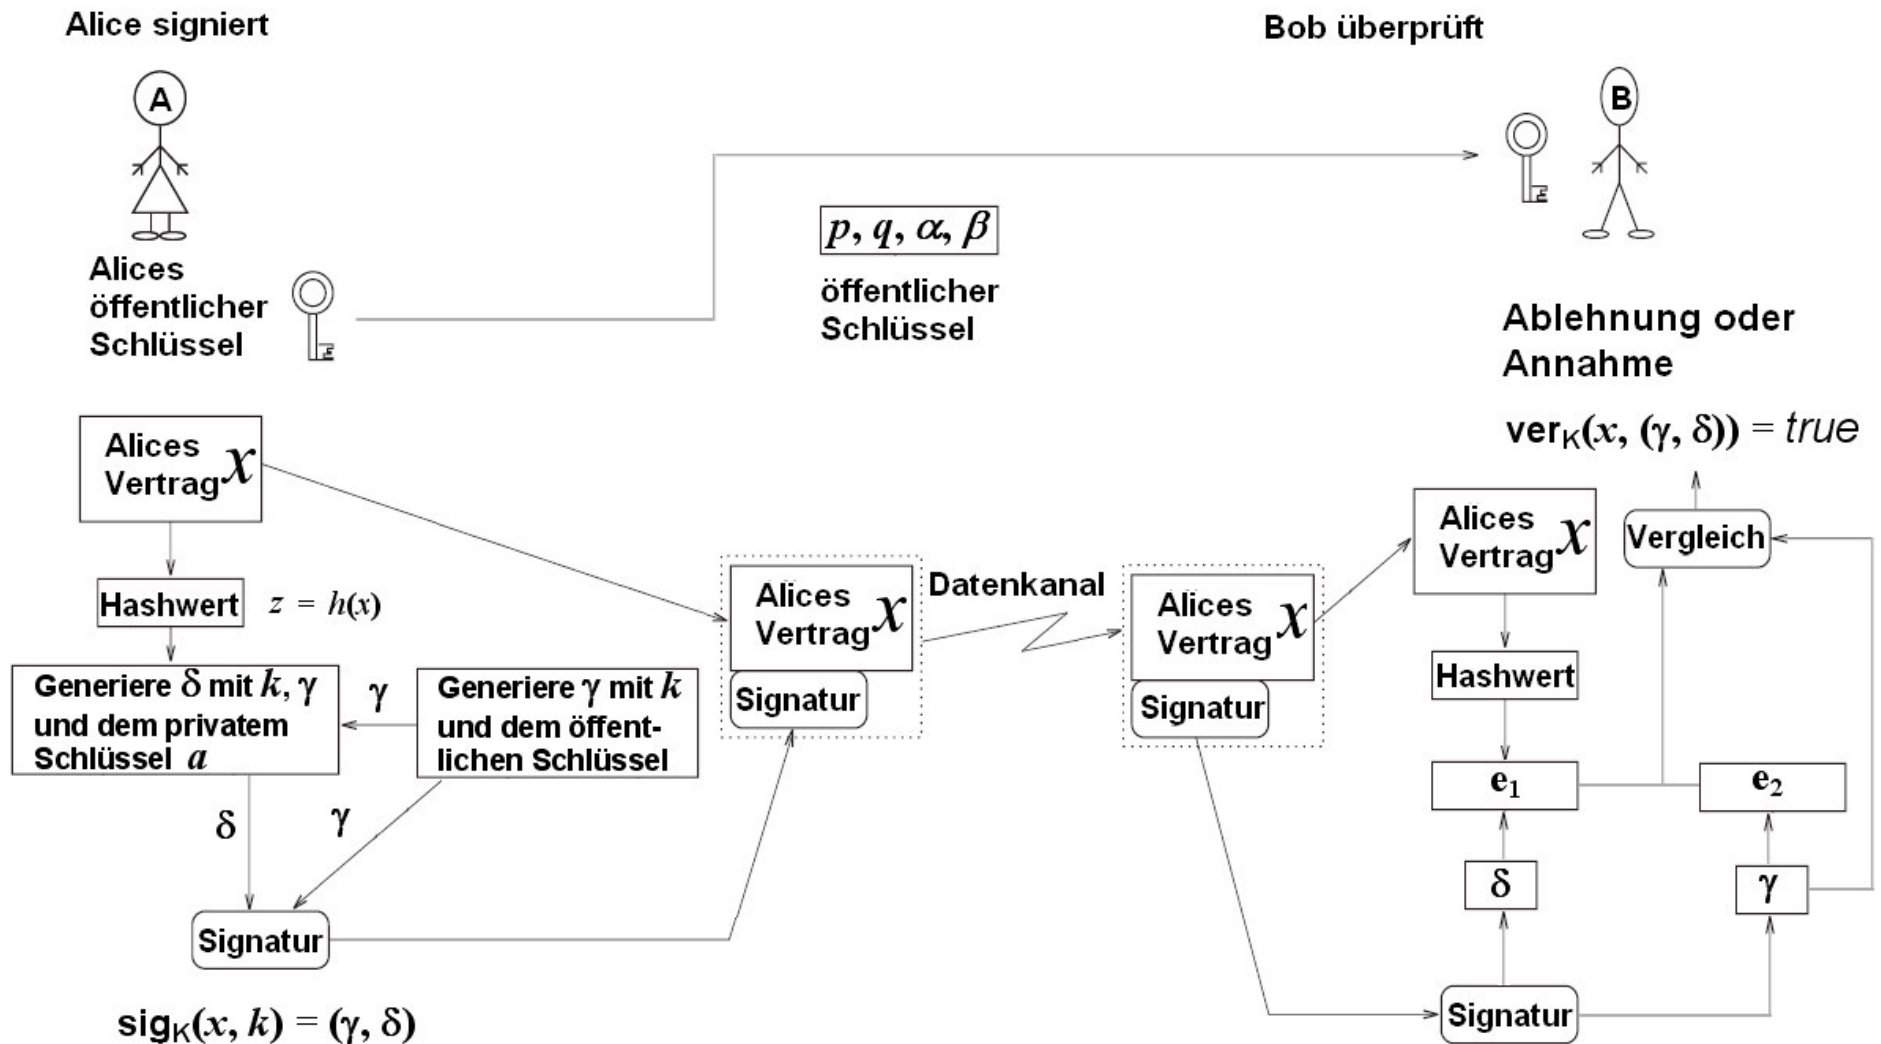 Alice signiert
Bob überprüft
A
B
p, q, α, β
Alices
öffentlicher
Schlüssel
öffentlicher
Schlüssel
Ablehnung oder
Annahme
ver_K(x, (γ, δ)) = true
Alices
Vertrag x
Hashwert
z = h(x)
Generiere δ mit k, γ
und dem privatem
Schlüssel a
γ
Generiere γ mit k
und dem öffent-
lichen Schlüssel
δ
γ
Signatur
sig_K(x, k) = (γ, δ)
Alices
Vertrag x
Signatur
Datenkanal
Alices
Vertrag x
Signatur
Alices
Vertrag x
Vergleich
Hashwert
e₁
e₂
δ
γ
Signatur